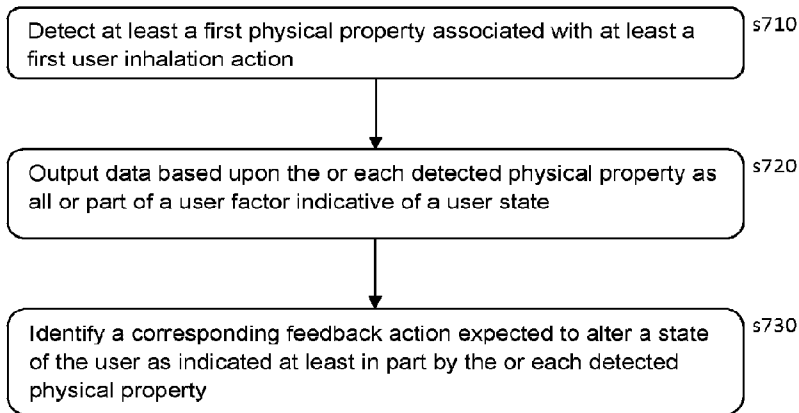 Detect at least a first physical property associated with at least a
first user inhalation action
s710
Output data based upon the or each detected physical property as
all or part of a user factor indicative of a user state
s720
Identify a corresponding feedback action expected to alter a state
of the user as indicated at least in part by the or each detected
physical property
s730